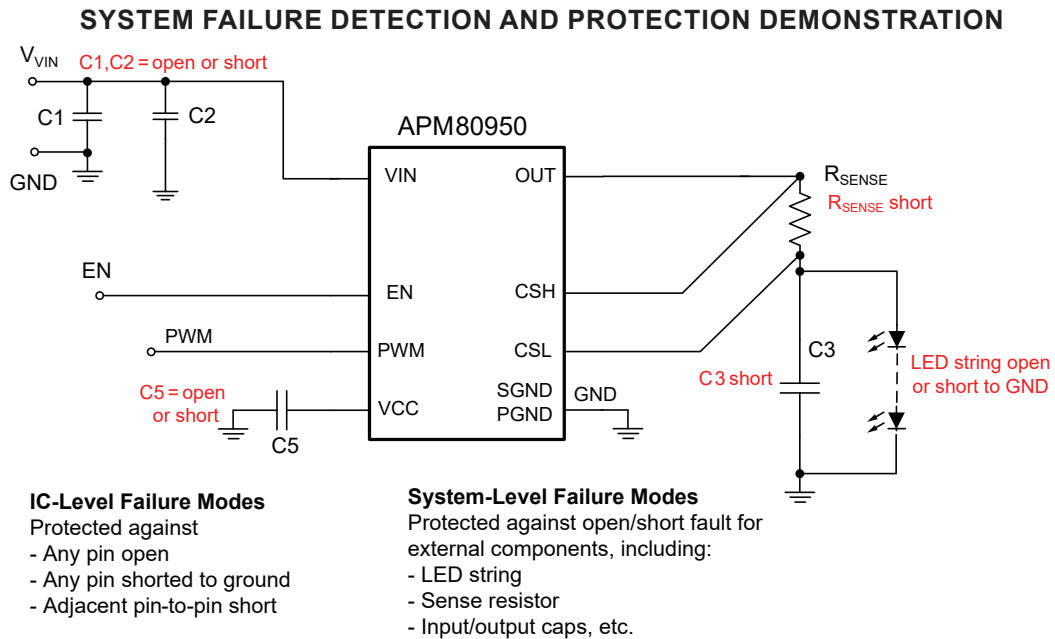 SYSTEM FAILURE DETECTION AND PROTECTION DEMONSTRATION
V_VIN
C1,C2 = open or short
C1
C2
GND
APM80950
VIN
OUT
R_SENSE
R_SENSE short
EN
EN
CSH
PWM
PWM
CSL
C3
C3 short
LED string open
or short to GND
C5 = open
or short
VCC
SGND
PGND
GND
C5
IC-Level Failure Modes
Protected against
- Any pin open
- Any pin shorted to ground
- Adjacent pin-to-pin short
System-Level Failure Modes
Protected against open/short fault for
external components, including:
- LED string
- Sense resistor
- Input/output caps, etc.